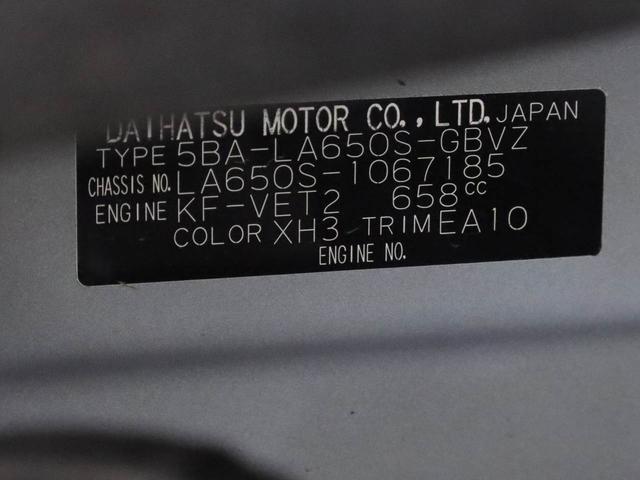 DAIHATSU MOTOR CO., LTD. JAPAN
TYPE 5BA-LA650S-GBVZ
CHASSIS NO. LA650S-1067185
ENGINE KF-VET2 658cc
COLOR XH3 TRIM EA10
ENGINE NO.